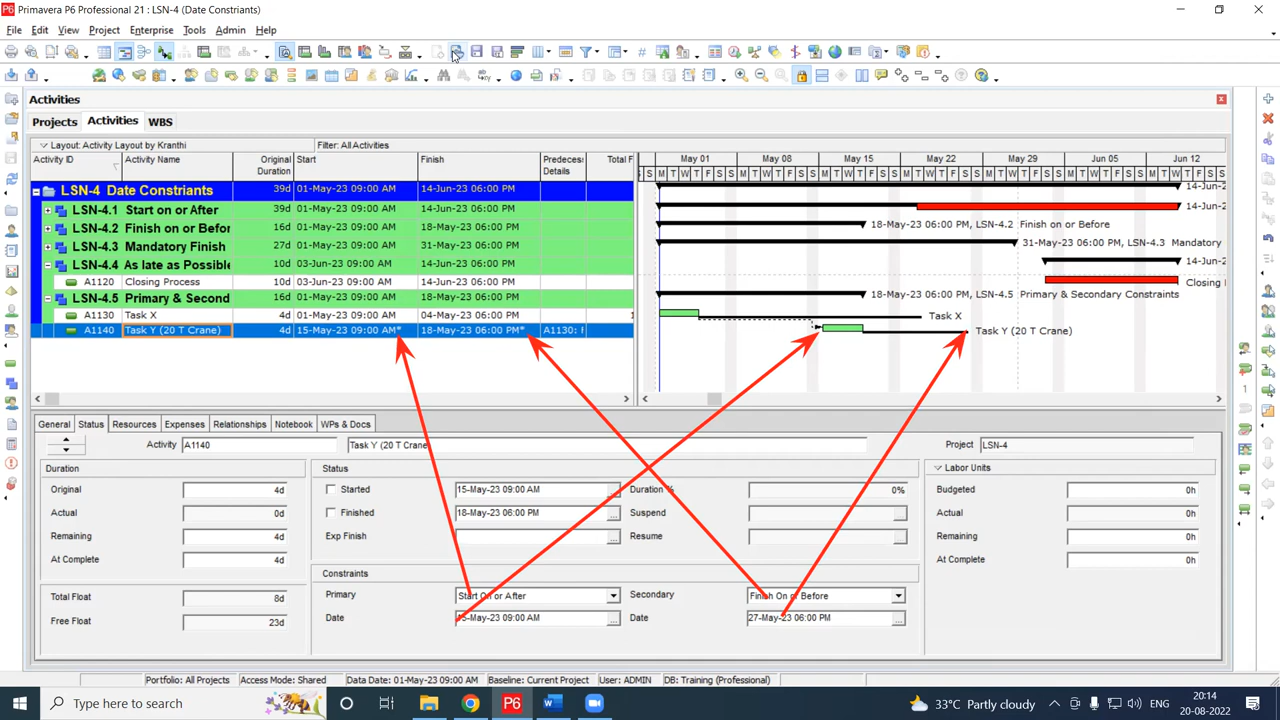 Primavera P6 Professional 21 : LSN-4 (Date Constraints)
File Edit View Project Enterprise Tools Admin Help
Activities
Projects Activities WBS
Layout: Activity Layout by Kranthi Filter: All Activities
Activity ID Activity Name Original Duration Start Finish Predeces Details Total F
May 01 May 08 May 15 May 22 May 29 Jun 05 Jun 12
S M T W T F S S M T W T F S S M T W T F S S M T W T F S S M T W T F S S M T W T F S S M T W T F S
LSN-4 Date Constriants 39d 01-May-23 09:00 AM 14-Jun-23 06:00 PM 14-Jun-
LSN-4.1 Start on or After 39d 01-May-23 09:00 AM 14-Jun-23 06:00 PM 14-Jun-2
LSN-4.2 Finish on or Befor 16d 01-May-23 09:00 AM 18-May-23 06:00 PM 18-May-23 06:00 PM, LSN-4.2 Finish on or Before
LSN-4.3 Mandatory Finish 27d 01-May-23 09:00 AM 31-May-23 06:00 PM 31-May-23 06:00 PM, LSN-4.3 Mandatory
LSN-4.4 As late as Possible 10d 03-Jun-23 09:00 AM 14-Jun-23 06:00 PM 14-Jun-2
A1120 Closing Process 10d 03-Jun-23 09:00 AM 14-Jun-23 06:00 PM Closing
LSN-4.5 Primary & Second 16d 01-May-23 09:00 AM 18-May-23 06:00 PM 18-May-23 06:00 PM, LSN-4.5 Primary & Secondary Constraints
A1130 Task X 4d 01-May-23 09:00 AM 04-May-23 06:00 PM 1 Task X
A1140 Task Y (20 T Crane) 4d 15-May-23 09:00 AM* 18-May-23 06:00 PM* A1130: Task Y (20 T Crane)
General Status Resources Expenses Relationships Notebook WPs & Docs
Activity A1140 Task Y (20 T Crane) Project LSN-4
Duration Status Labor Units
Original 4d Started 15-May-23 09:00 AM Duration % 0% Budgeted 0h
Actual 0d Finished 18-May-23 06:00 PM Suspend Actual 0h
Remaining 4d Exp Finish Resume Remaining 0h
At Complete 4d At Complete 0h
Constraints
Total Float 8d Primary Start On or After Secondary Finish On or Before
Free Float 23d Date 15-May-23 09:00 AM Date 27-May-23 06:00 PM
Portfolio: All Projects Access Mode: Shared Data Date: 01-May-23 09:00 AM Baseline: Current Project User: ADMIN DB: Training (Professional)
Type here to search 33°C Partly cloudy ENG 20:14
20-08-2022